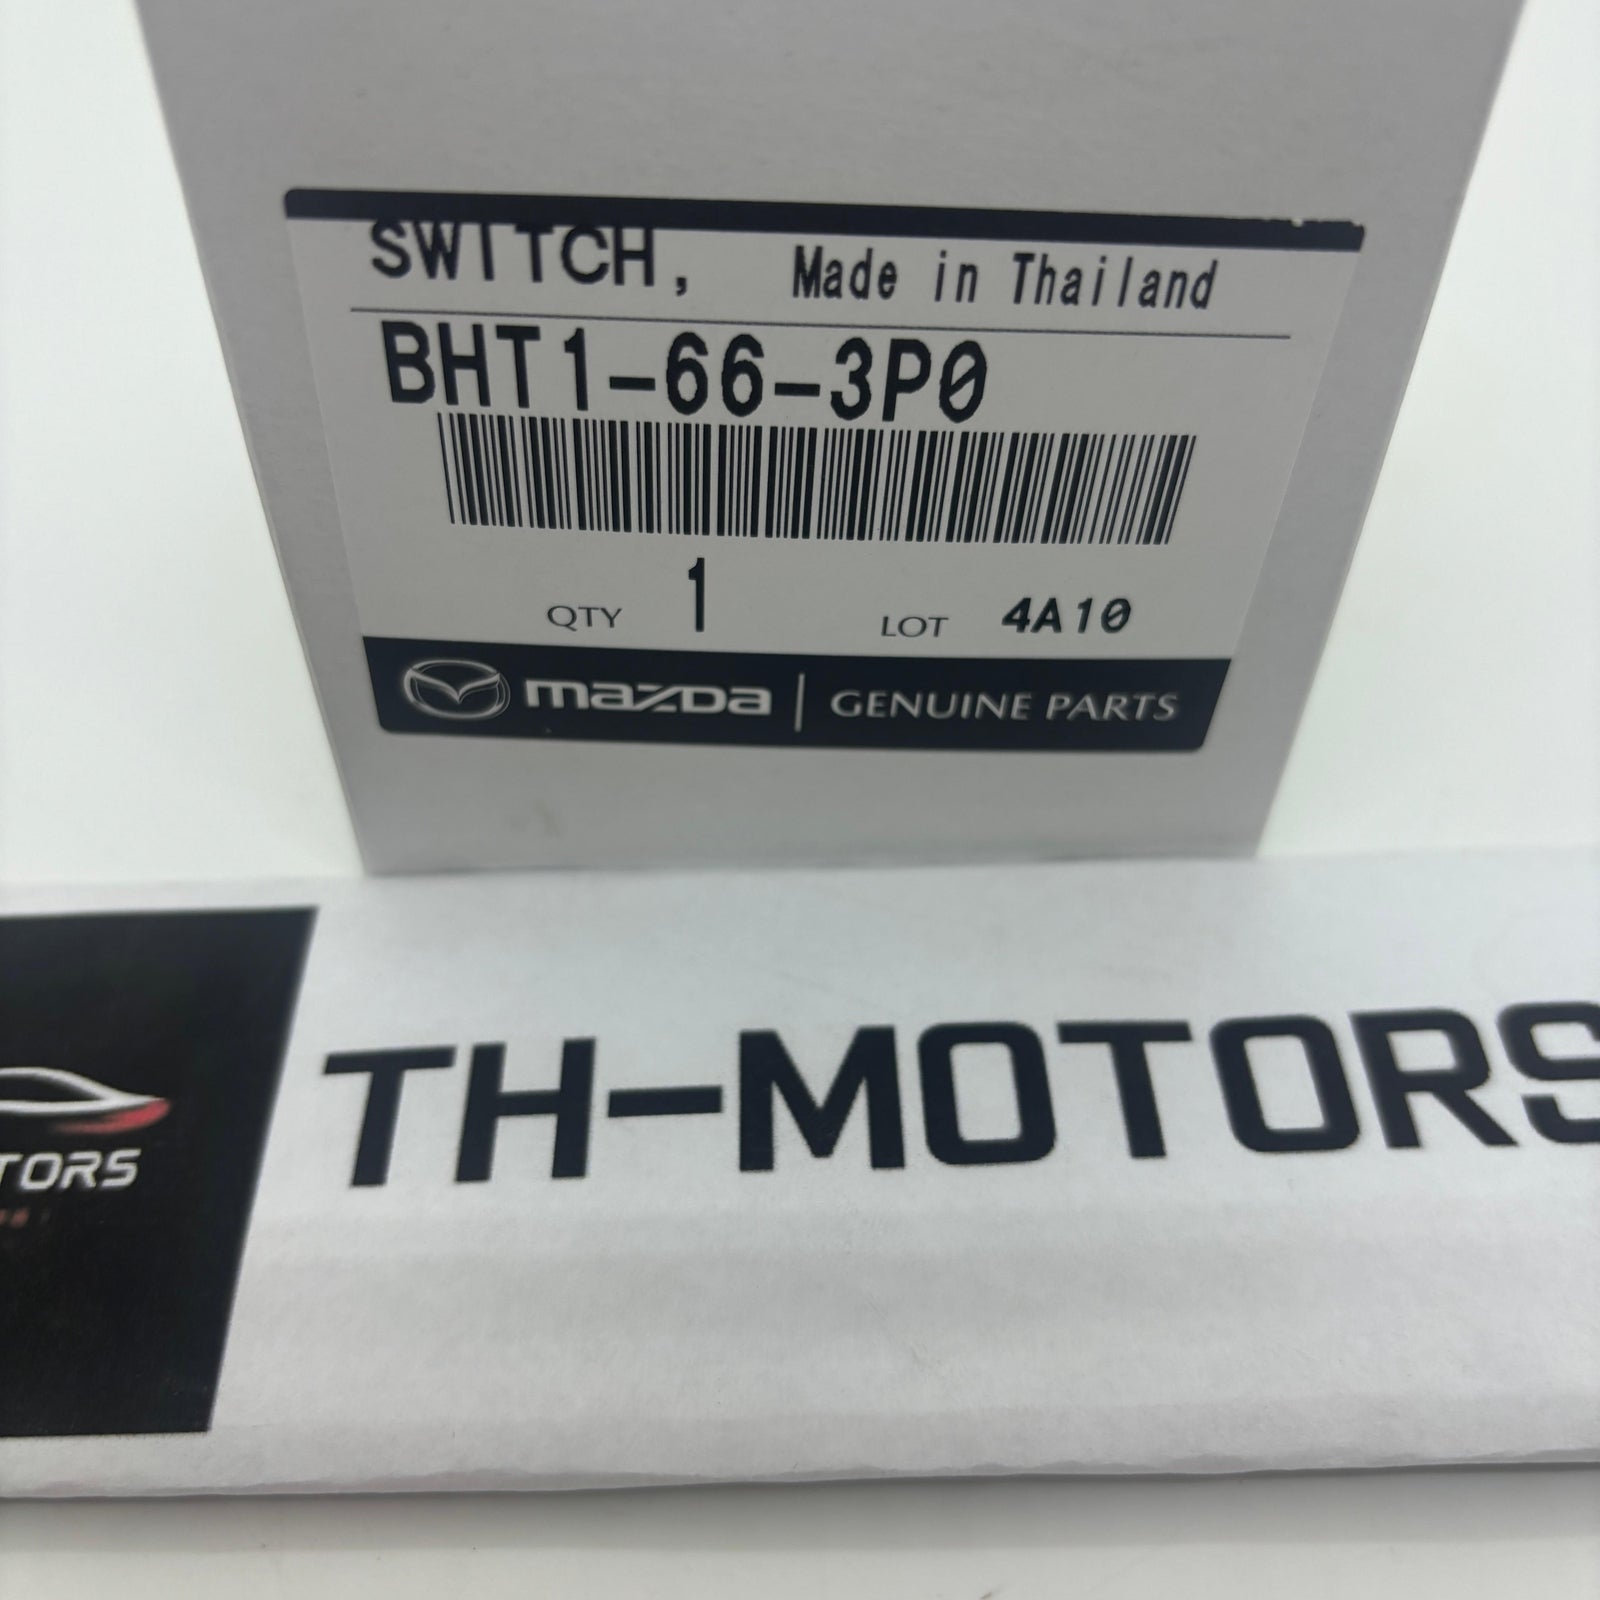 SWITCH, Made in Thailand
BHT1-66-3P0
QTY 1 LOT 4A10
mazda | GENUINE PARTS
TH-MOTORS
TORS